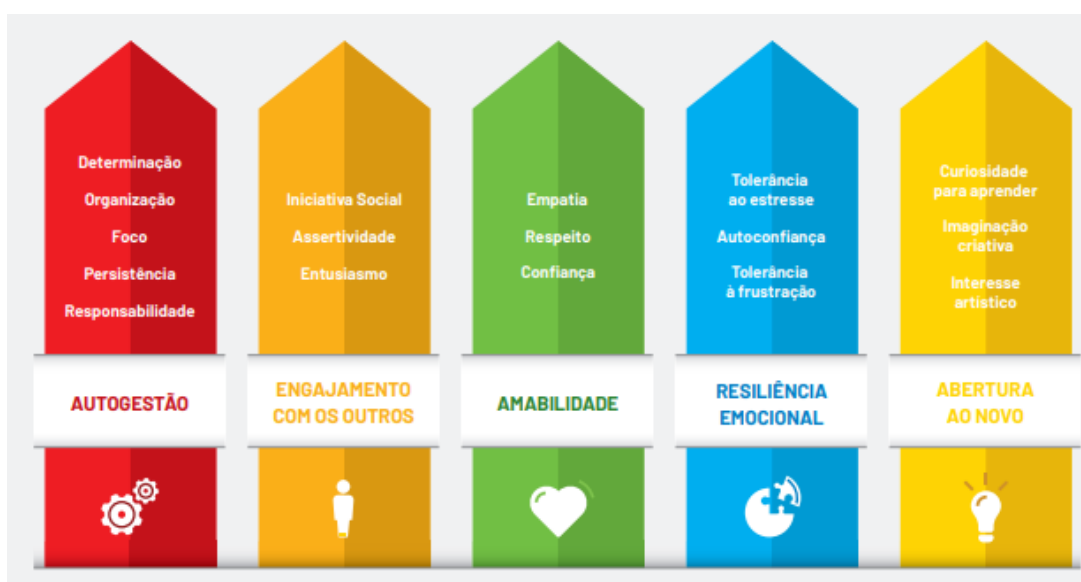 Determinação
Organização
Foco
Persistência
Responsabilidade
AUTOGESTÃO
Iniciativa Social
Assertividade
Entusiasmo
ENGAJAMENTO
COM OS OUTROS
Empatia
Respeito
Confiança
AMABILIDADE
Tolerância
ao estresse
Autoconfiança
Tolerância
à frustração
RESILIÊNCIA
EMOCIONAL
Curiosidade
para aprender
Imaginação
criativa
Interesse
artístico
ABERTURA
AO NOVO